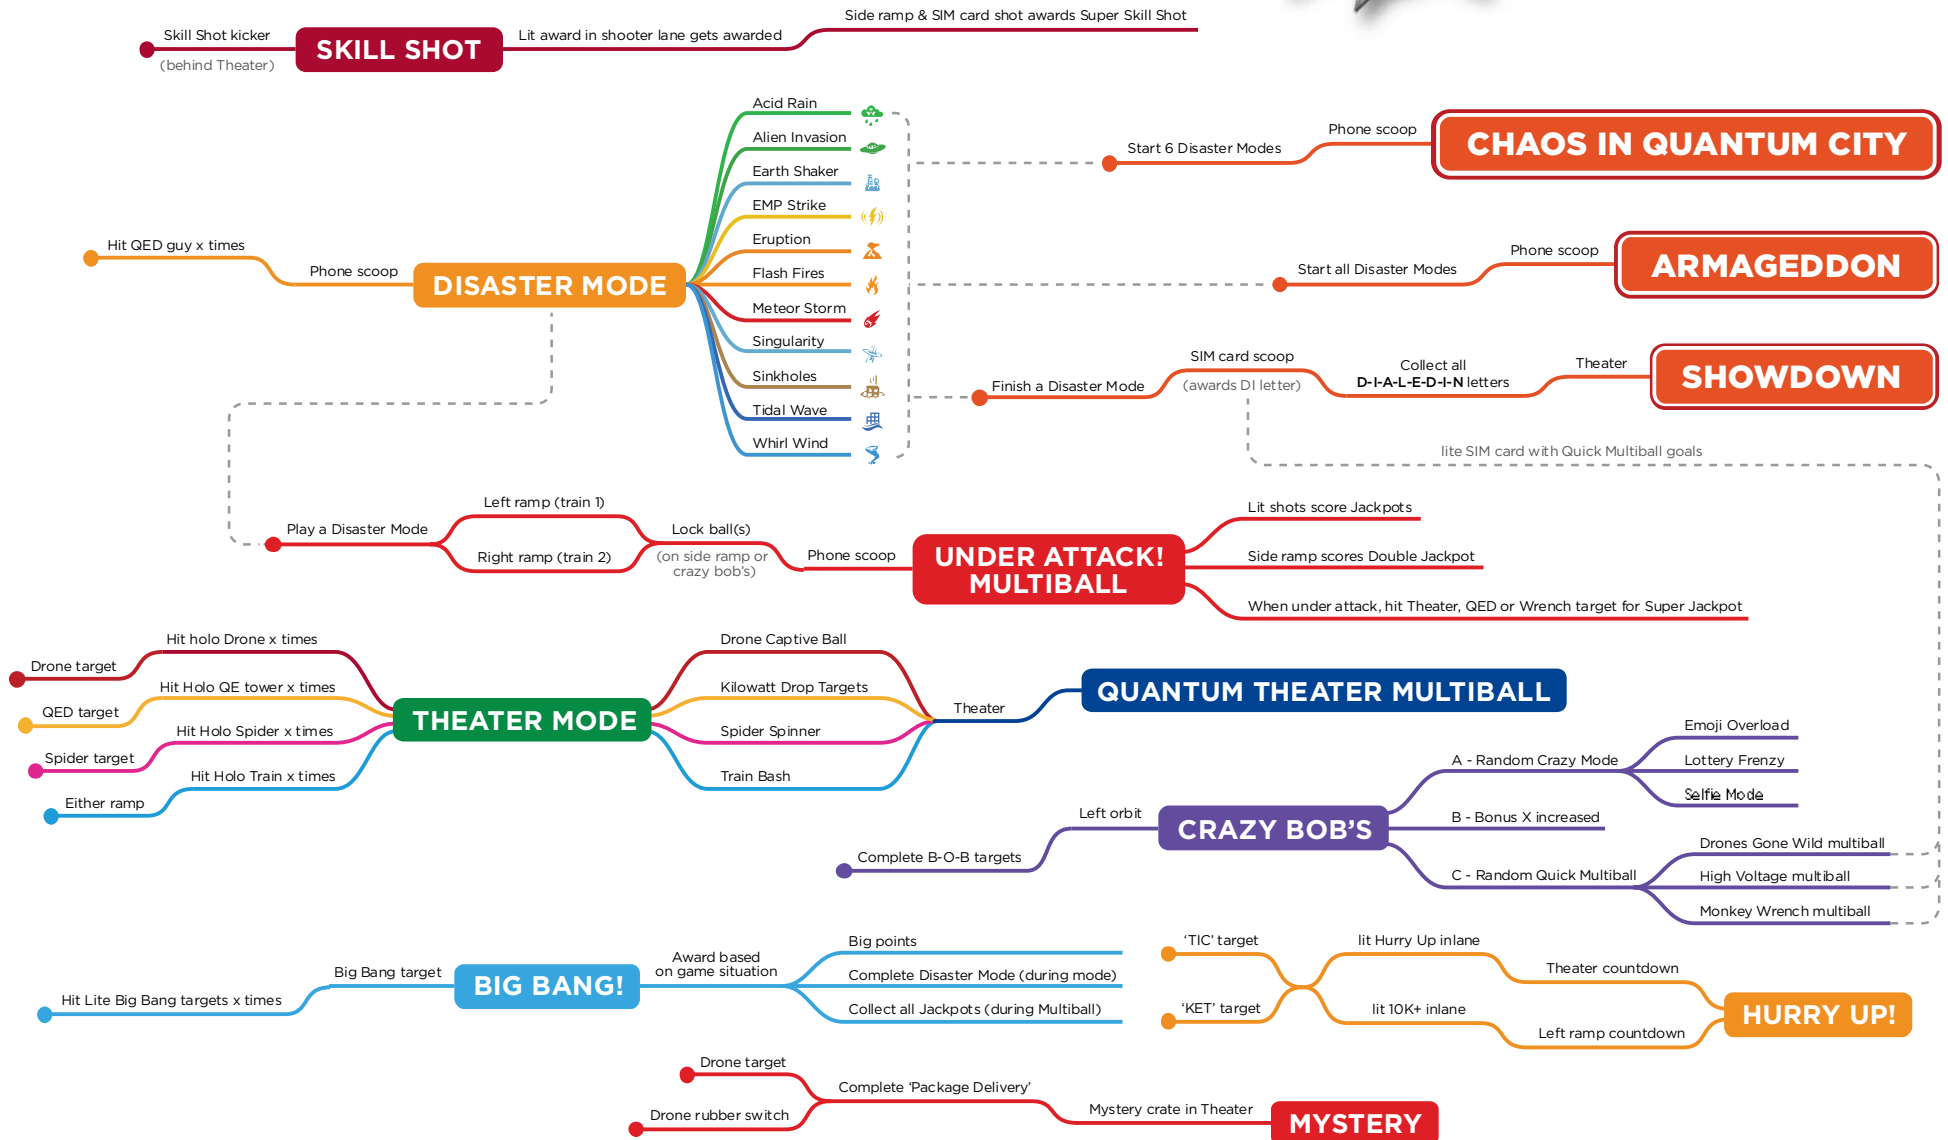 Side ramp & SIM card shot awards Super Skill Shot
Skill Shot kicker
(behind Theater)
SKILL SHOT
Lit award in shooter lane gets awarded
Acid Rain
Alien Invasion
Earth Shaker
EMP Strike
Eruption
Flash Fires
Meteor Storm
Singularity
Sinkholes
Tidal Wave
Whirl Wind
Hit QED guy x times
Phone scoop
DISASTER MODE
Start 6 Disaster Modes
Phone scoop
CHAOS IN QUANTUM CITY
Start all Disaster Modes
Phone scoop
ARMAGEDDON
Finish a Disaster Mode
SIM card scoop
(awards DI letter)
Collect all
D-I-A-L-E-D-I-N letters
Theater
SHOWDOWN
lite SIM card with Quick Multiball goals
Play a Disaster Mode
Left ramp (train 1)
Right ramp (train 2)
Lock ball(s)
(on side ramp or
crazy bob's)
Phone scoop
UNDER ATTACK!
MULTIBALL
Lit shots score Jackpots
Side ramp scores Double Jackpot
When under attack, hit Theater, QED or Wrench target for Super Jackpot
Drone target
Hit holo Drone x times
QED target
Hit Holo QE tower x times
Spider target
Hit Holo Spider x times
Either ramp
Hit Holo Train x times
THEATER MODE
Drone Captive Ball
Kilowatt Drop Targets
Spider Spinner
Train Bash
Theater
QUANTUM THEATER MULTIBALL
Complete B-O-B targets
Left orbit
CRAZY BOB'S
A - Random Crazy Mode
Emoji Overload
Lottery Frenzy
Selfie Mode
B - Bonus X increased
C - Random Quick Multiball
Drones Gone Wild multiball
High Voltage multiball
Monkey Wrench multiball
Hit Lite Big Bang targets x times
Big Bang target
BIG BANG!
Award based
on game situation
Big points
Complete Disaster Mode (during mode)
Collect all Jackpots (during Multiball)
'TIC' target
'KET' target
lit Hurry Up inlane
lit 10K+ inlane
Theater countdown
Left ramp countdown
HURRY UP!
Drone target
Drone rubber switch
Complete 'Package Delivery'
Mystery crate in Theater
MYSTERY